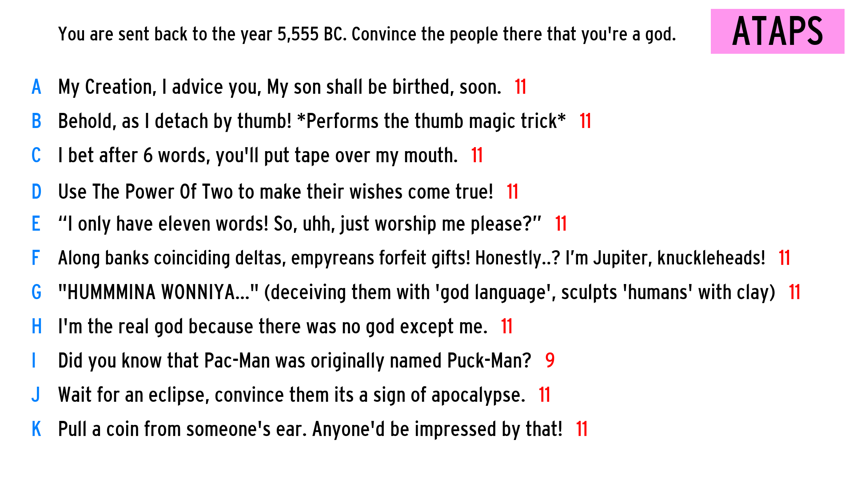 You are sent back to the year 5,555 BC. Convince the people there that you're a god.
ATAPS
A My Creation, I advice you, My son shall be birthed, soon. 11
B Behold, as I detach by thumb! *Performs the thumb magic trick* 11
C I bet after 6 words, you'll put tape over my mouth. 11
D Use The Power Of Two to make their wishes come true! 11
E “I only have eleven words! So, uhh, just worship me please?” 11
F Along banks coinciding deltas, empyreans forfeit gifts! Honestly..? I’m Jupiter, knuckleheads! 11
G "HUMMMINA WONNIYA..." (deceiving them with 'god language', sculpts 'humans' with clay) 11
H I'm the real god because there was no god except me. 11
I Did you know that Pac-Man was originally named Puck-Man? 9
J Wait for an eclipse, convince them its a sign of apocalypse. 11
K Pull a coin from someone's ear. Anyone'd be impressed by that! 11